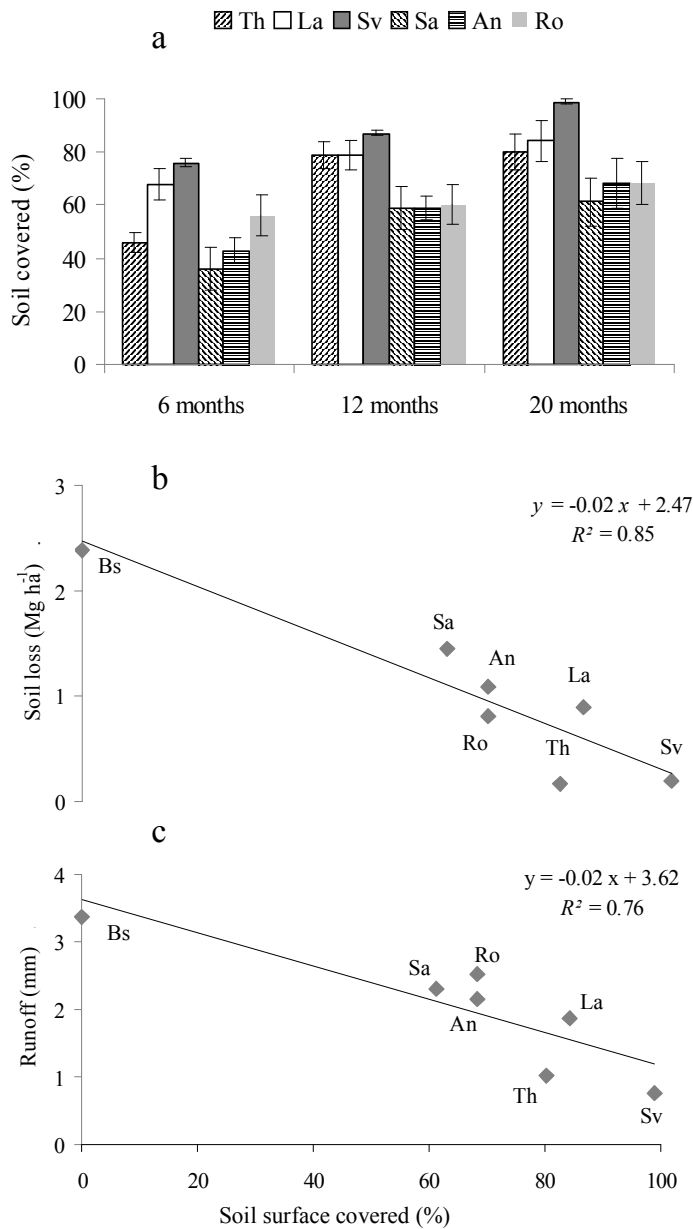 Th La Sv Sa An Ro
a
100
80
60
40
20
0
Soil covered (%)
6 months 12 months 20 months
b
3
2
1
0
Soil loss (Mg ha-1) .
y = -0.02 x + 2.47
R² = 0.85
Bs
Sa
An
La
Ro
Th
Sv
c
4
3
2
1
0
Runoff (mm)
y = -0.02 x + 3.62
R² = 0.76
Bs
Sa
Ro
An
La
Th
Sv
0 20 40 60 80 100
Soil surface covered (%)